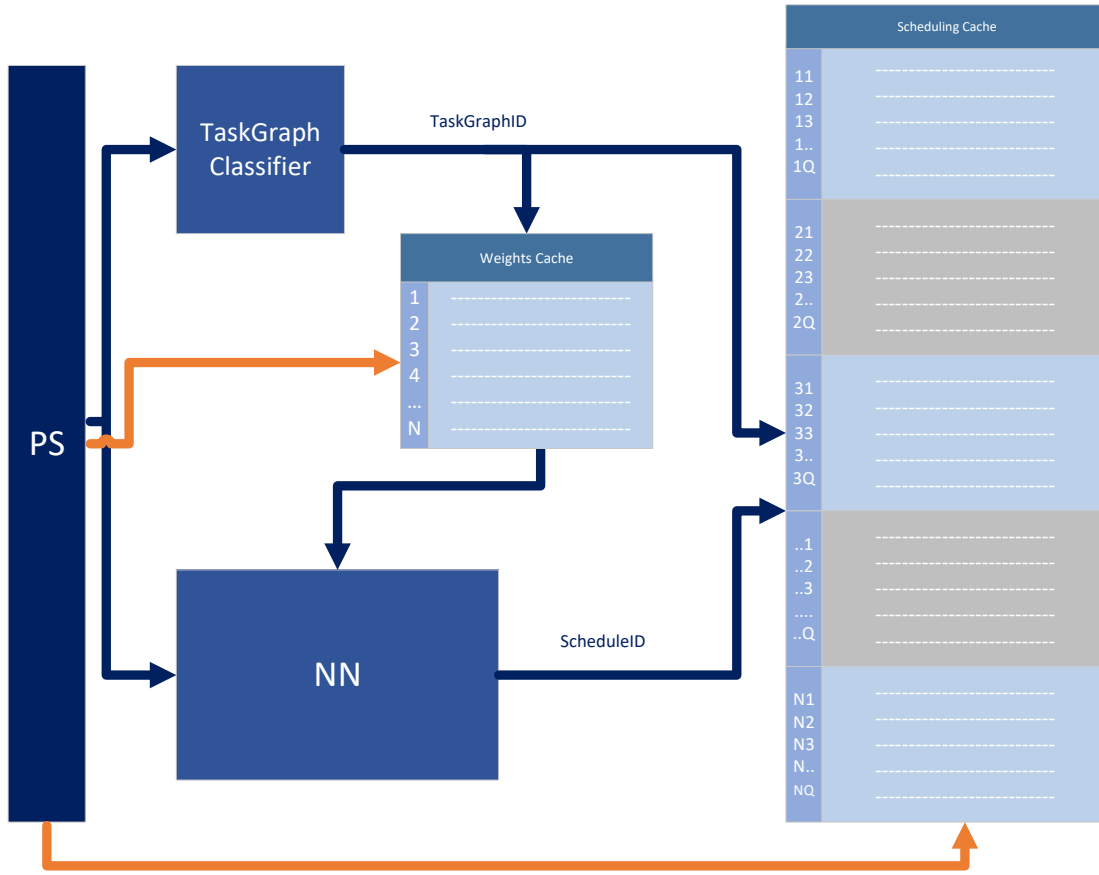 PS
TaskGraph
Classifier
TaskGraphID
Weights Cache
1
2
3
4
...
N
NN
ScheduleID
Scheduling Cache
11
12
13
1..
1Q
21
22
23
2..
2Q
31
32
33
3..
3Q
..1
..2
..3
....
..Q
N1
N2
N3
N..
NQ